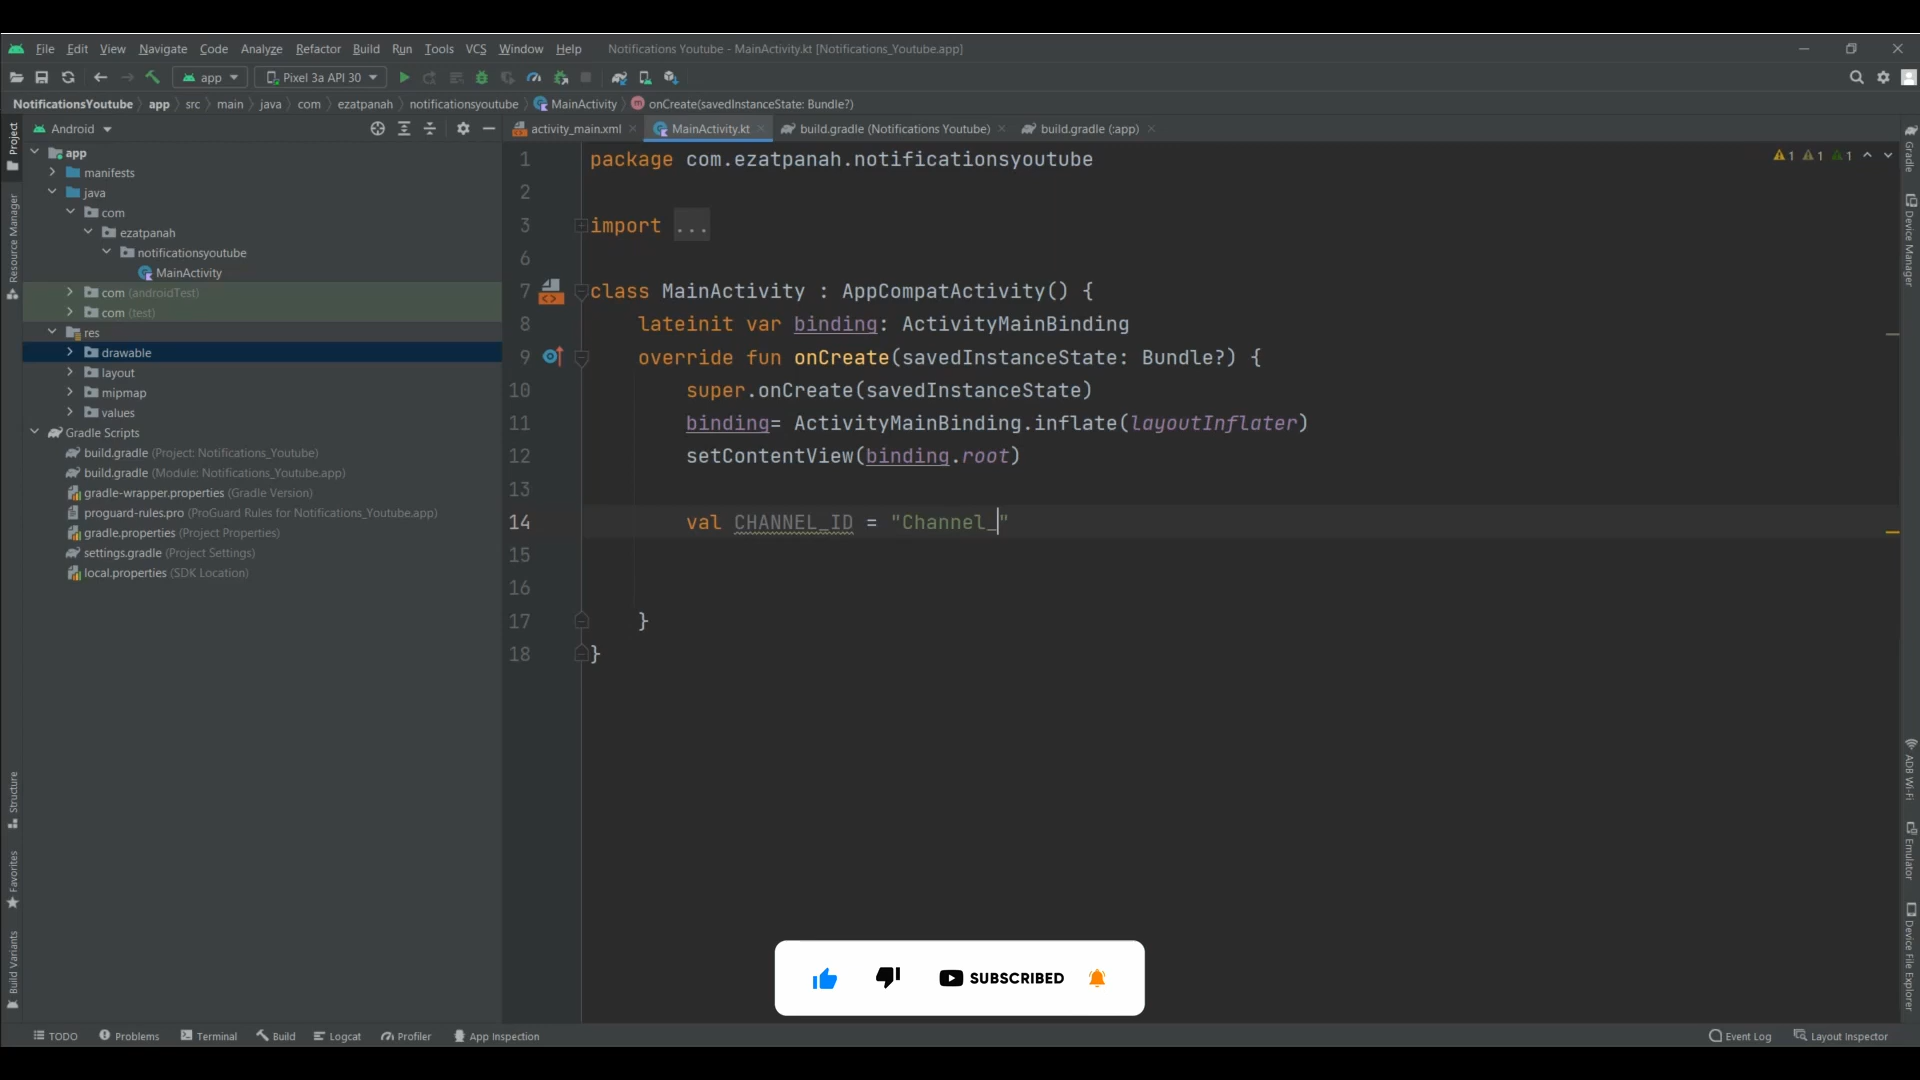 File Edit View Navigate Code Analyze Refactor Build Run Tools VCS Window Help Notifications Youtube - MainActivity.kt [Notifications_Youtube.app]
app Pixel 3a API 30
NotificationsYoutube app src main java com ezatpanah notificationsyoutube MainActivity onCreate(savedInstanceState: Bundle?)
Android
activity_main.xml MainActivity.kt build.gradle (Notifications Youtube) build.gradle (:app)
Project
Resource Manager
Structure
Favorites
Build Variants
app
manifests
java
com
ezatpanah
notificationsyoutube
MainActivity
com (androidTest)
com (test)
res
drawable
layout
mipmap
values
Gradle Scripts
build.gradle (Project: Notifications_Youtube)
build.gradle (Module: Notifications_Youtube.app)
gradle-wrapper.properties (Gradle Version)
proguard-rules.pro (ProGuard Rules for Notifications_Youtube.app)
gradle.properties (Project Properties)
settings.gradle (Project Settings)
local.properties (SDK Location)
1 package com.ezatpanah.notificationsyoutube
2
3 import ...
6
7 class MainActivity : AppCompatActivity() {
8 lateinit var binding: ActivityMainBinding
9 override fun onCreate(savedInstanceState: Bundle?) {
10 super.onCreate(savedInstanceState)
11 binding= ActivityMainBinding.inflate(layoutInflater)
12 setContentView(binding.root)
13
14 val CHANNEL_ID = "Channel_"
15
16
17 }
18 }
1 1 1
Gradle
Device Manager
ADB Wi-Fi
Emulator
Device File Explorer
SUBSCRIBED
TODO Problems Terminal Build Logcat Profiler App Inspection Event Log Layout Inspector